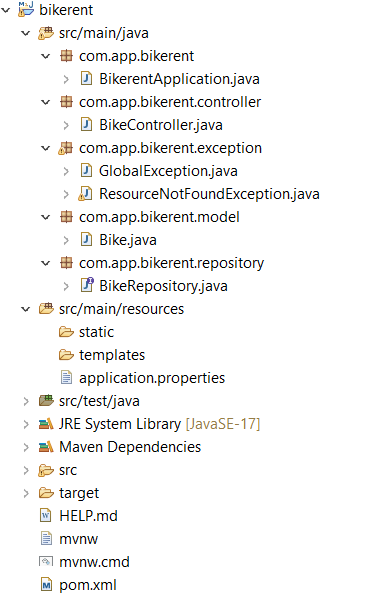 bikerent
src/main/java
com.app.bikerent
BikerentApplication.java
com.app.bikerent.controller
BikeController.java
com.app.bikerent.exception
GlobalException.java
ResourceNotFoundException.java
com.app.bikerent.model
Bike.java
com.app.bikerent.repository
BikeRepository.java
src/main/resources
static
templates
application.properties
src/test/java
JRE System Library [JavaSE-17]
Maven Dependencies
src
target
HELP.md
mvnw
mvnw.cmd
pom.xml